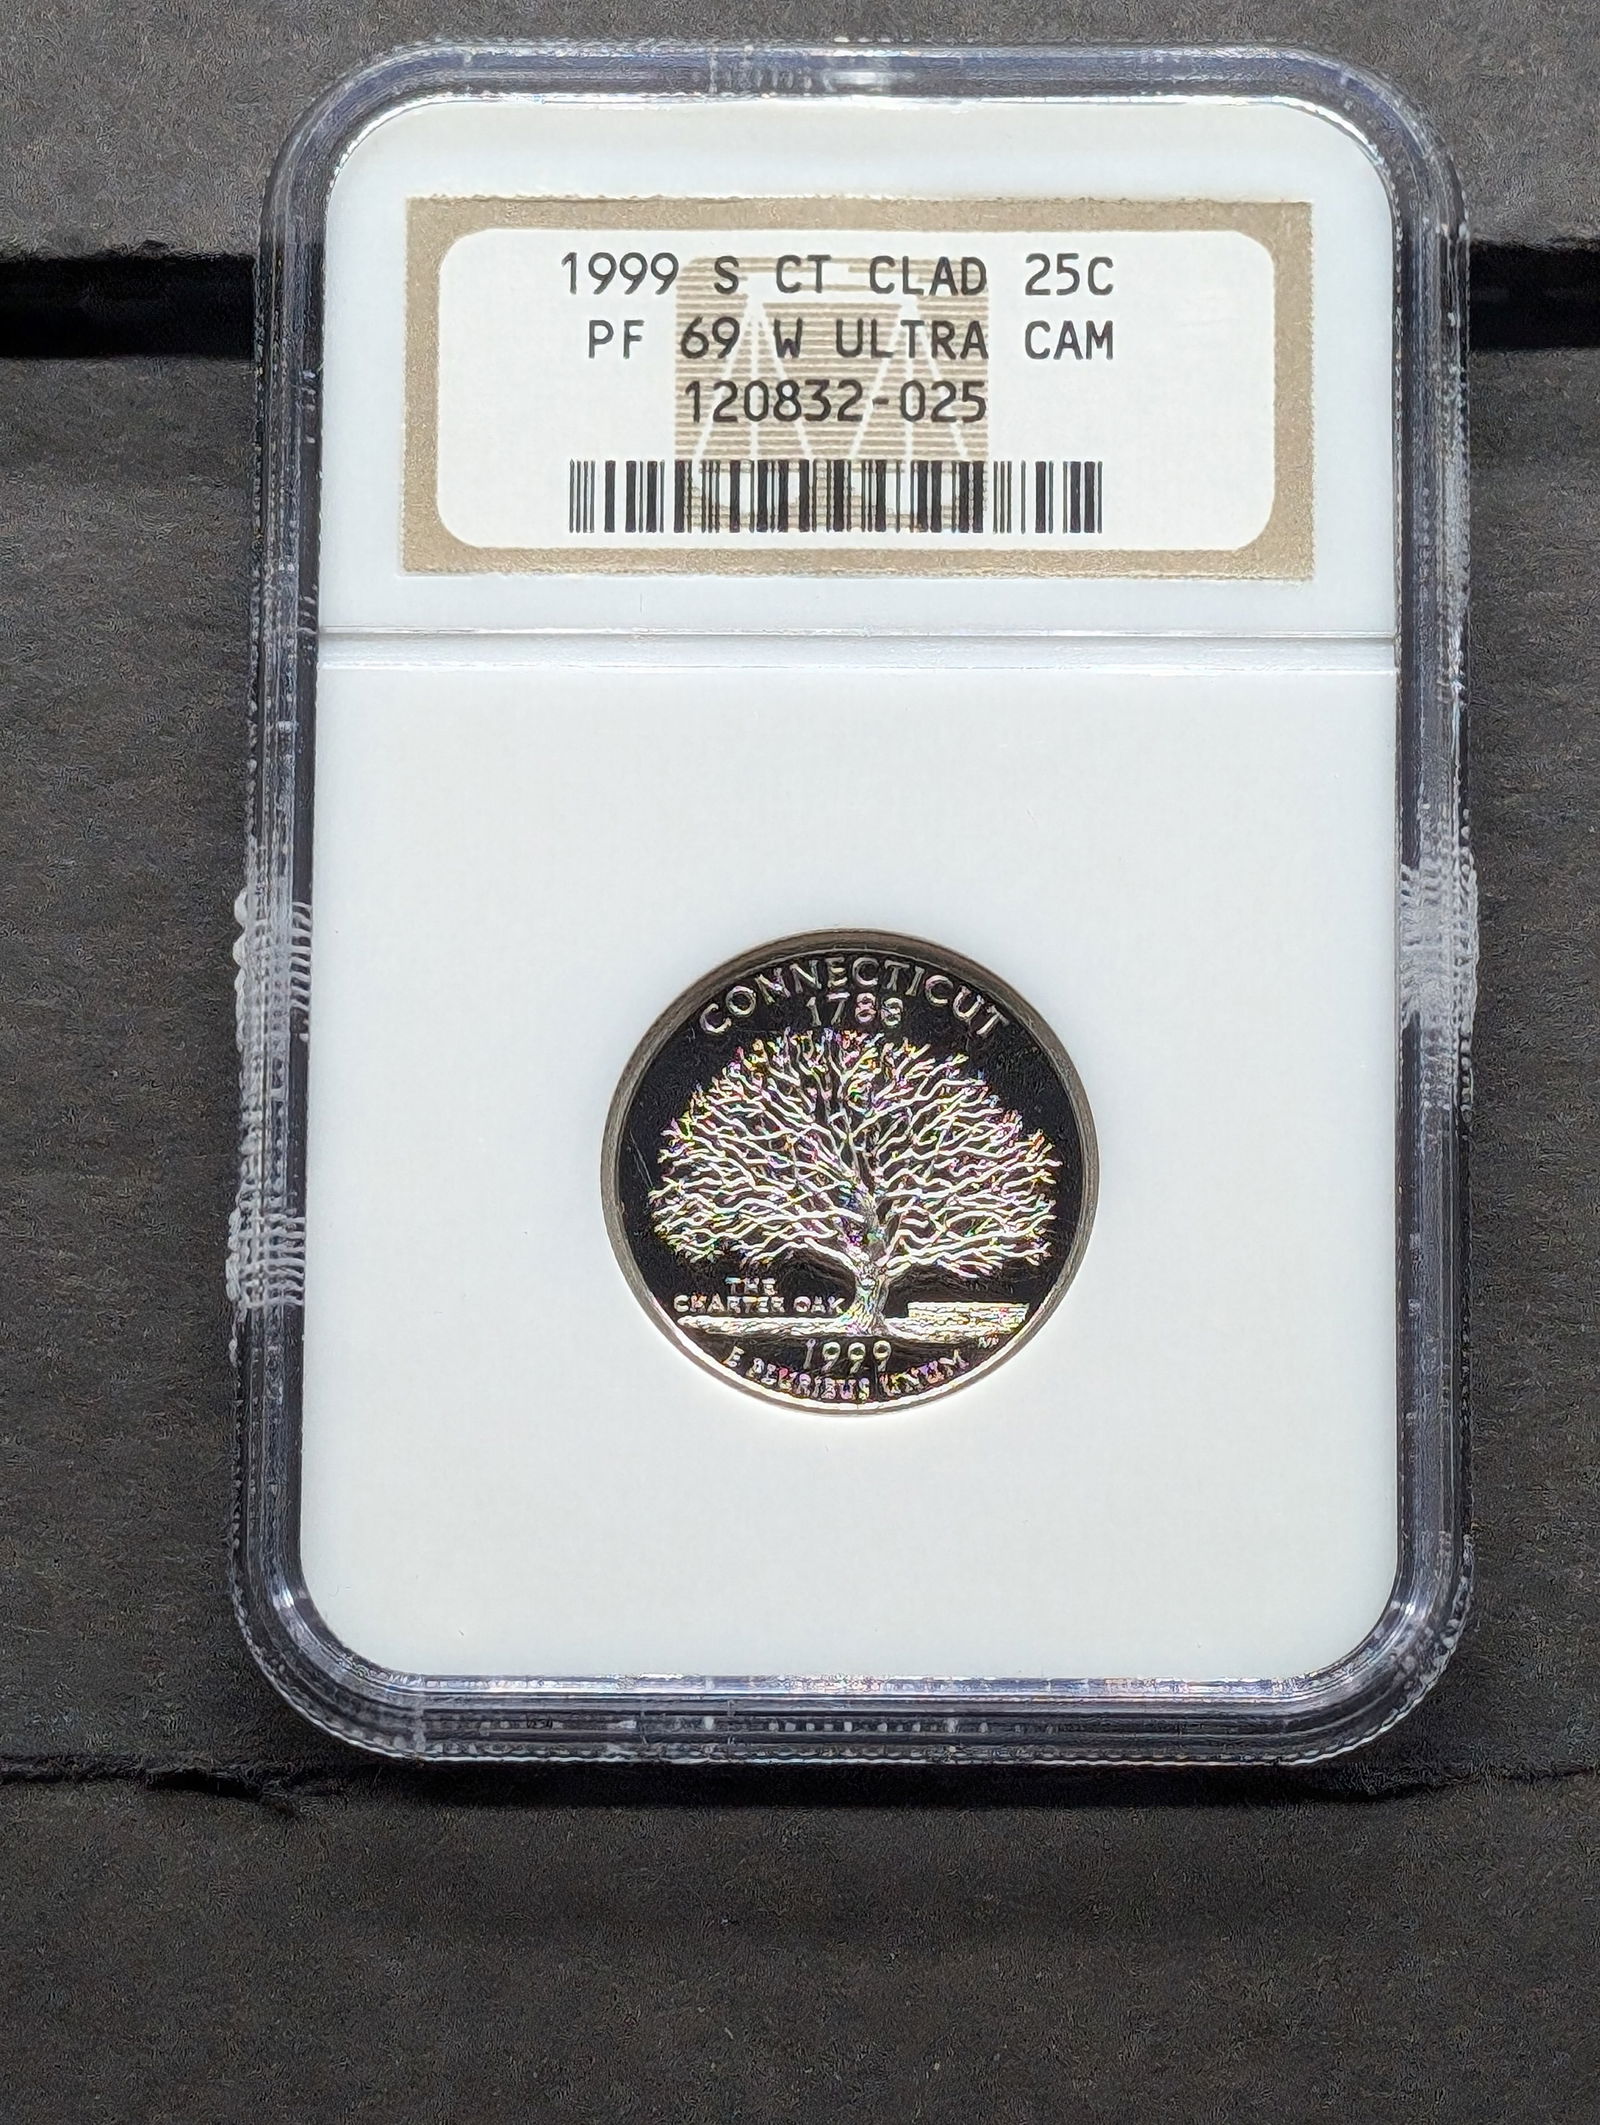 1999 S CT CLAD 25C
PF 69 W ULTRA CAM
120832-025
CONNECTICUT
1788
THE
CHARTER OAK
1999
E PLURIBUS UNUM